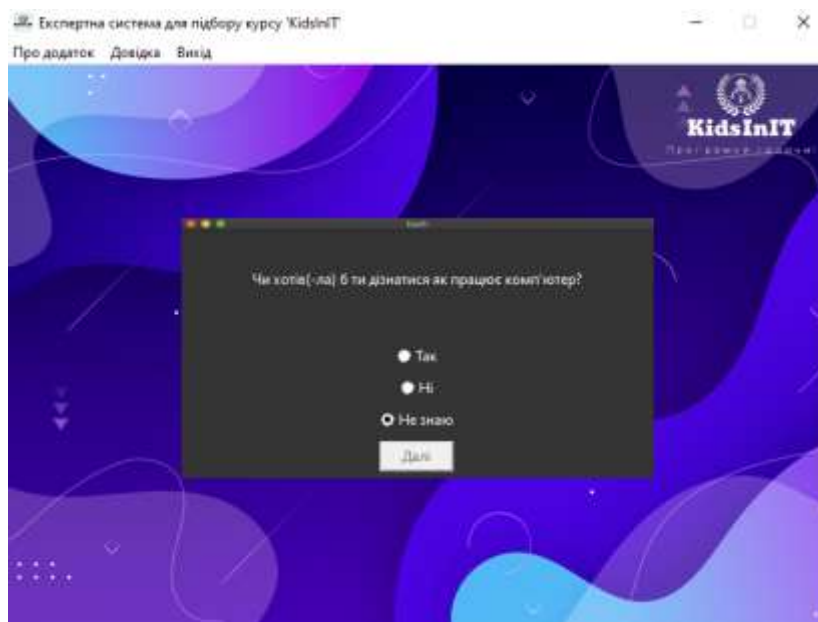 Експертна система для підбору курсу 'KidsInIT'
Про додаток Довідка Вихід
KidsInIT
Чи хотів(-ла) б ти дізнатися як працює комп'ютер?
Так
Ні
Не знаю
Далі